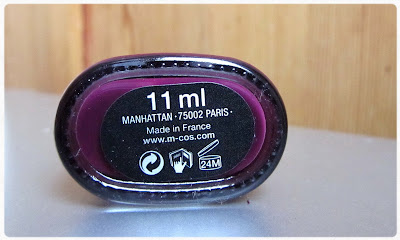 11 ml
MANHATTAN · 75002 PARIS ·
Made in France
www.m-cos.com
24M